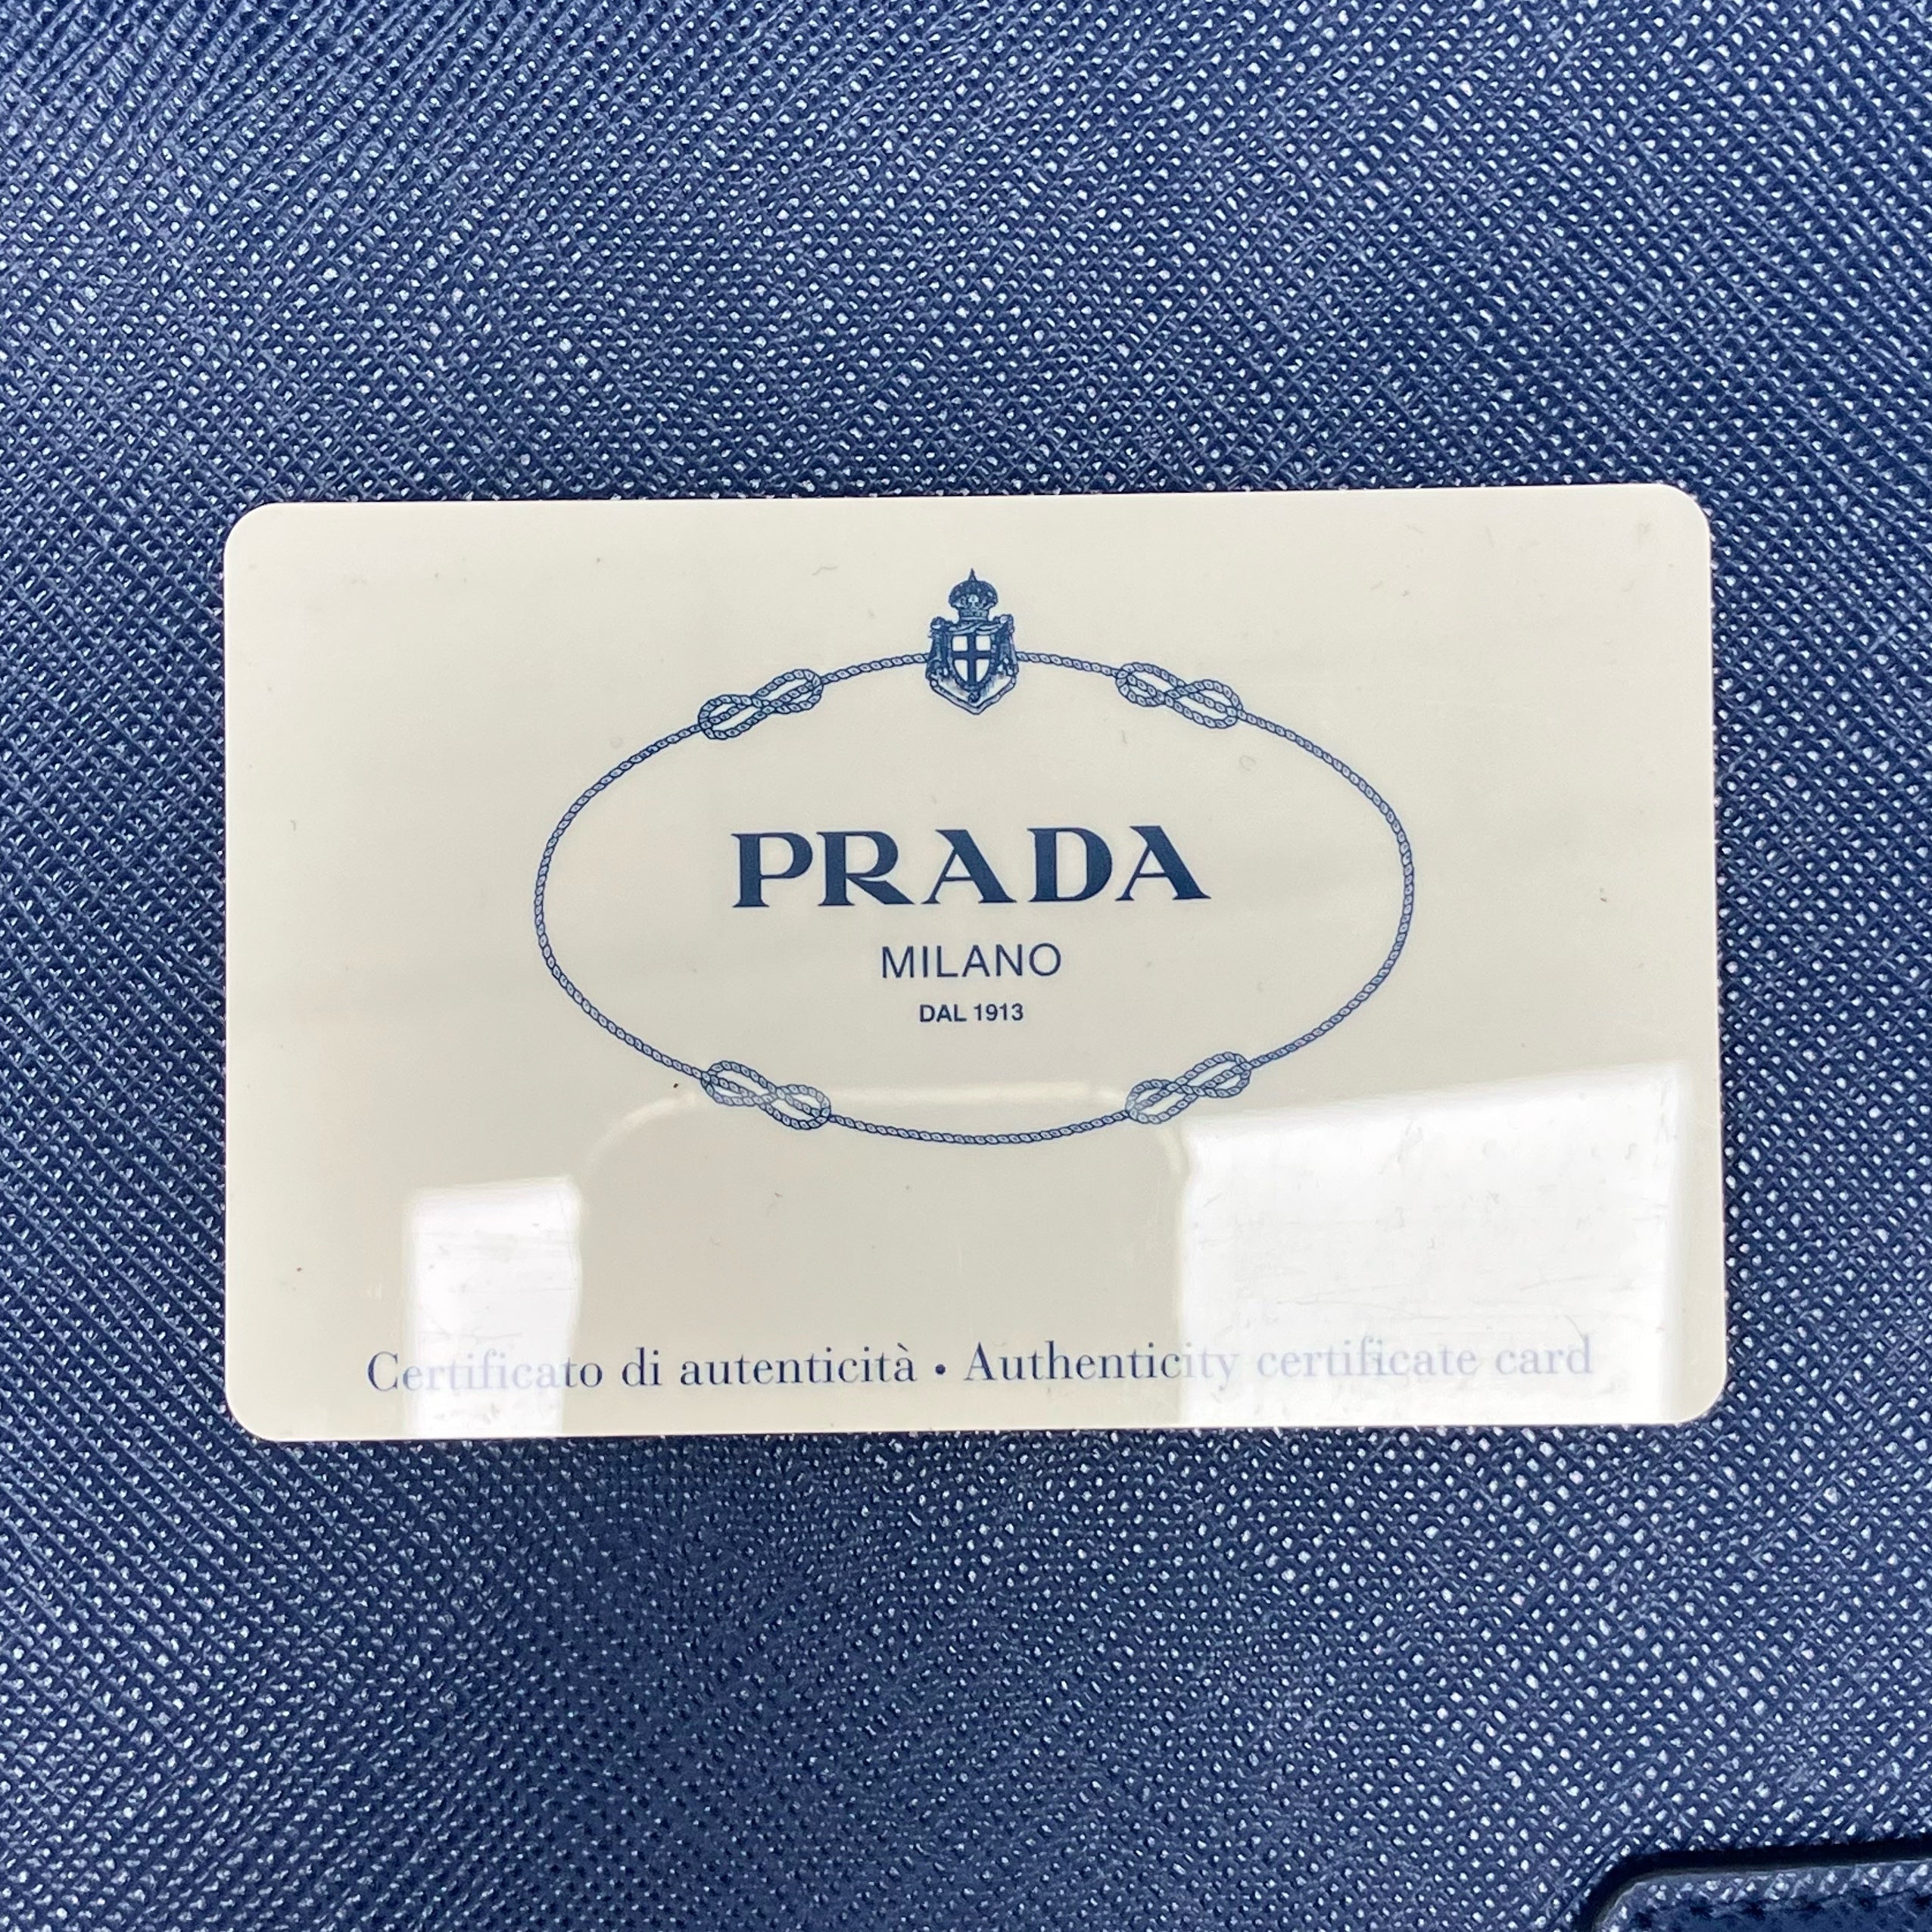 PRADA
MILANO
DAL 1913
Certificato di autenticità • Authenticity certificate card